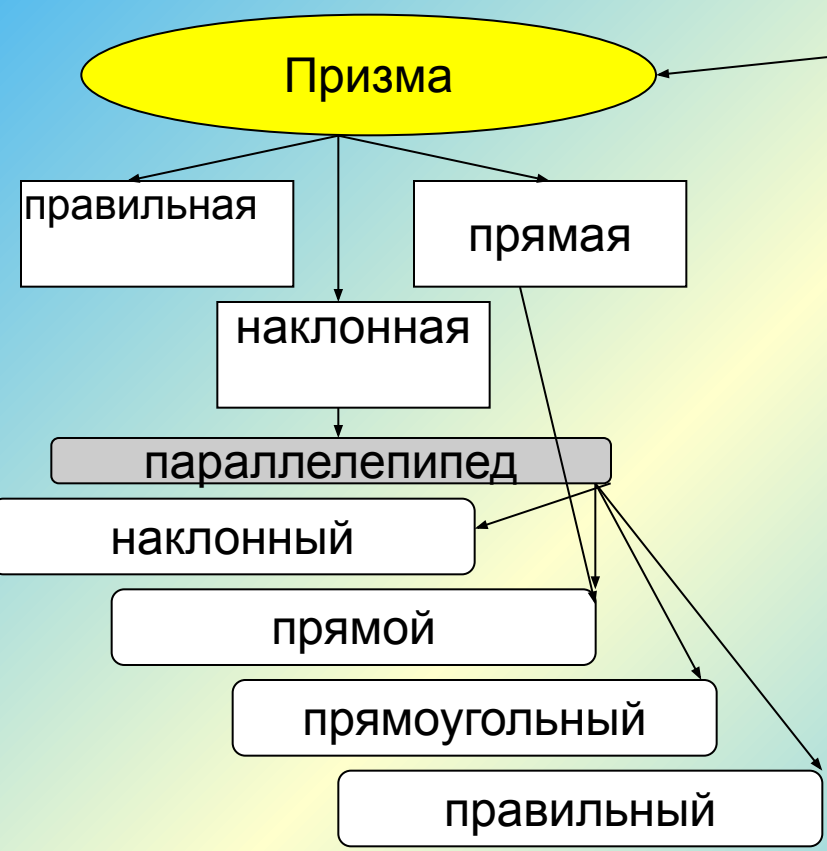 Призма
правильная
прямая
наклонная
параллелепипед
наклонный
прямой
прямоугольный
правильный